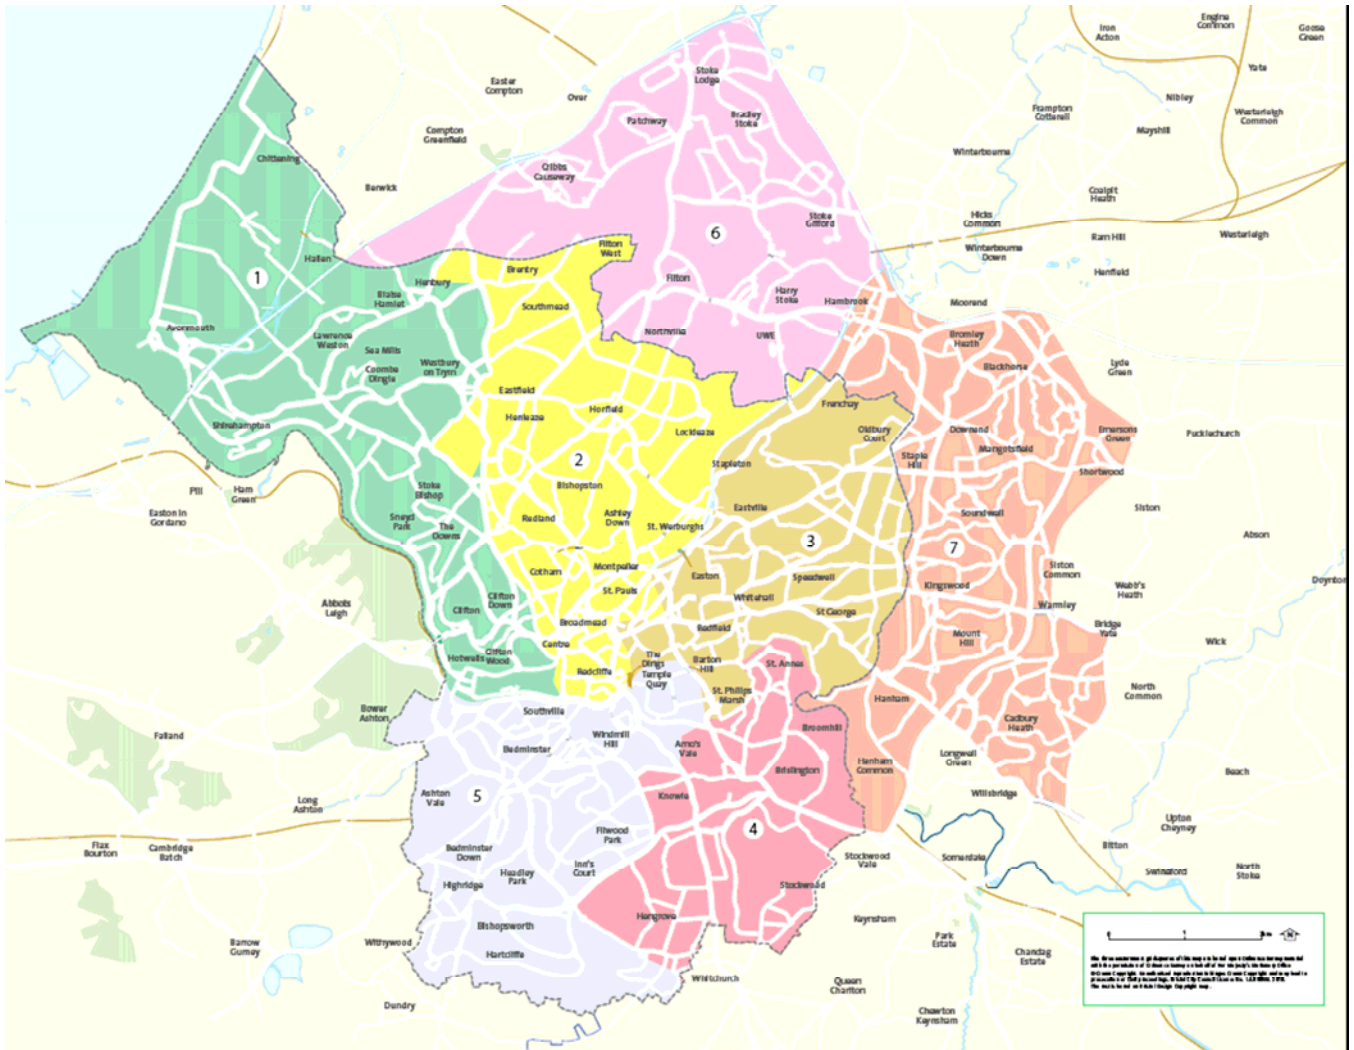 Engine
Common
Iron
Acton
Goose
Green
Stoke
Lodge
Yate
Easter
Compton
Over
Nibley
Frampton
Cotterell
Westerleigh
Common
Bradley
Stoke
Patchway
Mayshill
Compton
Greenfield
Winterbourne
Chittening
Cribbs
Causeway
Berwick
Coalpit
Heath
Hicks
Common
Stoke
Gifford
6
Ram Hill
Westerleigh
Filton
West
Winterbourne
Down
Hallen
Brentry
Henfield
1
Filton
Henbury
Blaise
Hamlet
Harry
Stoke
Hambrook
Moorend
Southmead
Avonmouth
Lawrence
Weston
Northville
UWE
Bromley
Heath
Sea Mills
Coombe
Dingle
Westbury
on Trym
Blackhorse
Lyde
Green
Eastfield
Henleaze
Horfield
Frenchay
Shirehampton
Lockleaze
Oldbury
Court
Downend
Emersons
Green
Pucklechurch
Mangotsfield
2
Stapleton
Staple
Hill
Shortwood
Pill
Ham
Green
Stoke
Bishop
Bishopston
Easton in
Gordano
Sneyd
Park
The
Downs
Redland
Ashley
Down
St. Werburghs
Eastville
Soundwell
Siston
3
7
Abson
Cotham
Montpelier
Easton
Speedwell
Siston
Common
Doynton
Kingswood
Webb's
Heath
Abbots
Leigh
Clifton
Clifton
Down
St. Pauls
Whitehall
St George
Warmley
Broadmead
Redfield
Mount
Hill
Bridge
Yate
Wick
Centre
Hotwells
Clifton
Wood
Redcliffe
The
Dings
Temple
Quay
Barton
Hill
St. Annes
St. Philips
Marsh
Hanham
North
Common
Bower
Ashton
Southville
Cadbury
Heath
Failand
Bedminster
Windmill
Hill
Arno's
Vale
Broomhill
Longwell
Green
Hanham
Common
Brislington
Beach
Ashton
Vale
5
Knowle
Willsbridge
Long
Ashton
4
Filwood
Park
Upton
Cheyney
Flax
Bourton
Cambridge
Batch
Bedminster
Down
Bitton
Stockwood
Vale
Somerdale
Inn's
Court
Headley
Park
Highridge
Stockwood
Swineford
North
Stoke
Hengrove
Keynsham
Bishopsworth
Park
Estate
Barrow
Gurney
Withywood
Hartcliffe
Chandag
Estate
Whitchurch
Queen
Charlton
Dundry
Chewton
Keynsham
0
1
N